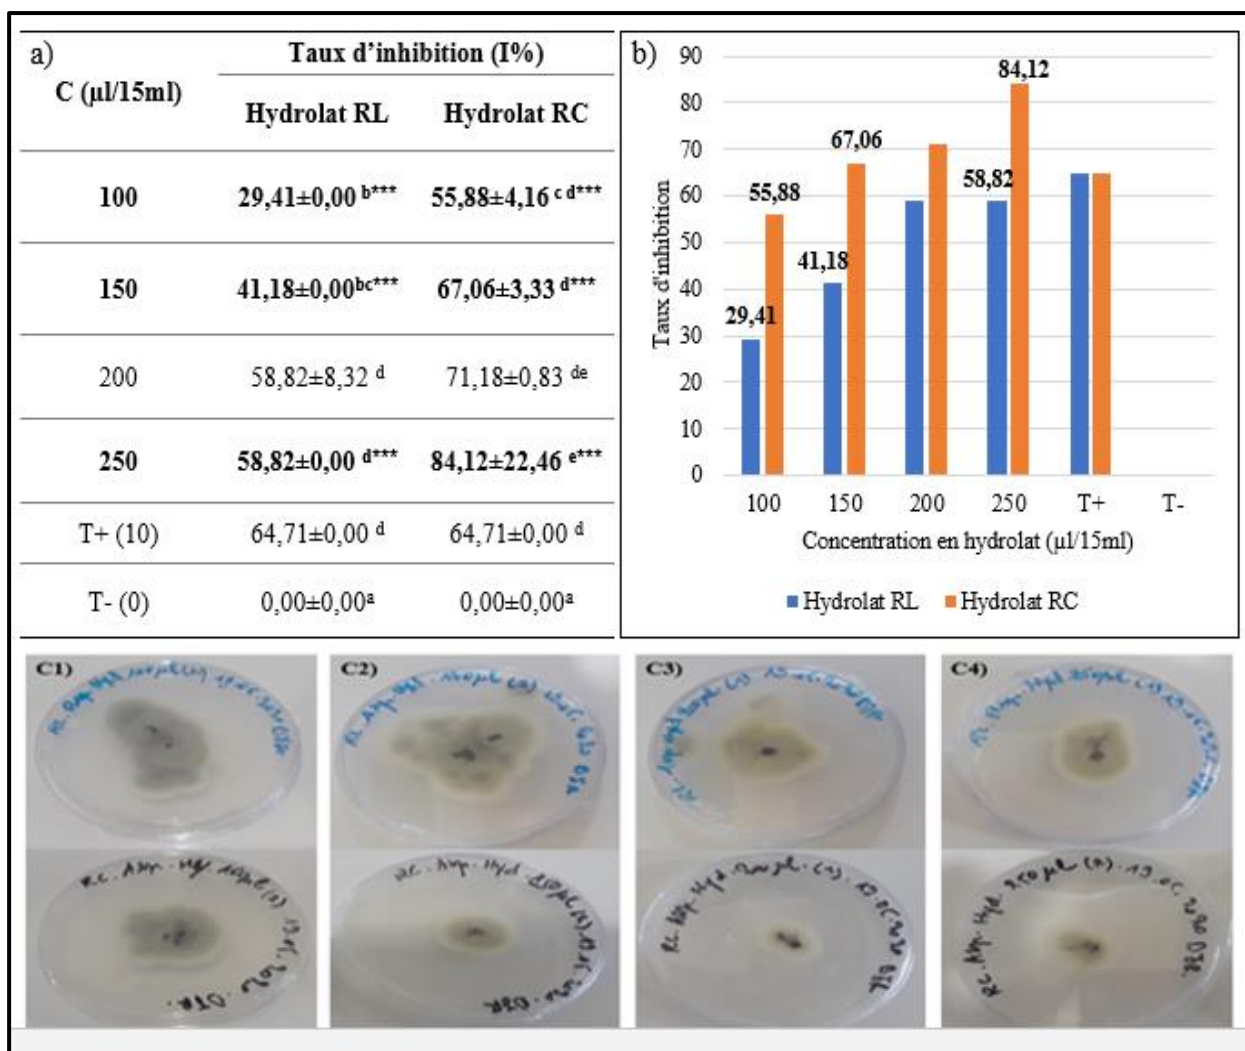 a)
Taux d'inhibition (I%)
C (µl/15ml)
Hydrolat RL Hydrolat RC
100 29,41±0,00 b*** 55,88±4,16 c d***
150 41,18±0,00bc*** 67,06±3,33 d***
200 58,82±8,32 d 71,18±0,83 de
250 58,82±0,00 d*** 84,12±22,46 e***
T+ (10) 64,71±0,00 d 64,71±0,00 d
T- (0) 0,00±0,00a 0,00±0,00a
b)
Taux d'inhibition
90
80
70
60
50
40
30
20
10
0
29,41
55,88
41,18
67,06
58,82
84,12
100 150 200 250 T+ T-
Concentration en hydrolat (µl/15ml)
Hydrolat RL Hydrolat RC
C1)
C2)
C3)
C4)